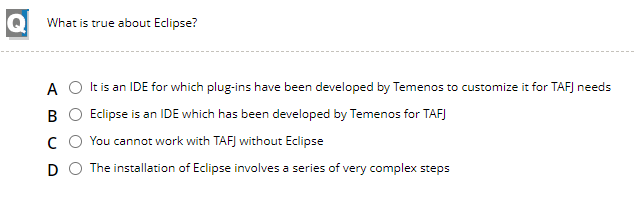 Q What is true about Eclipse?
A It is an IDE for which plug-ins have been developed by Temenos to customize it for TAFJ needs
B Eclipse is an IDE which has been developed by Temenos for TAFJ
C You cannot work with TAFJ without Eclipse
D The installation of Eclipse involves a series of very complex steps